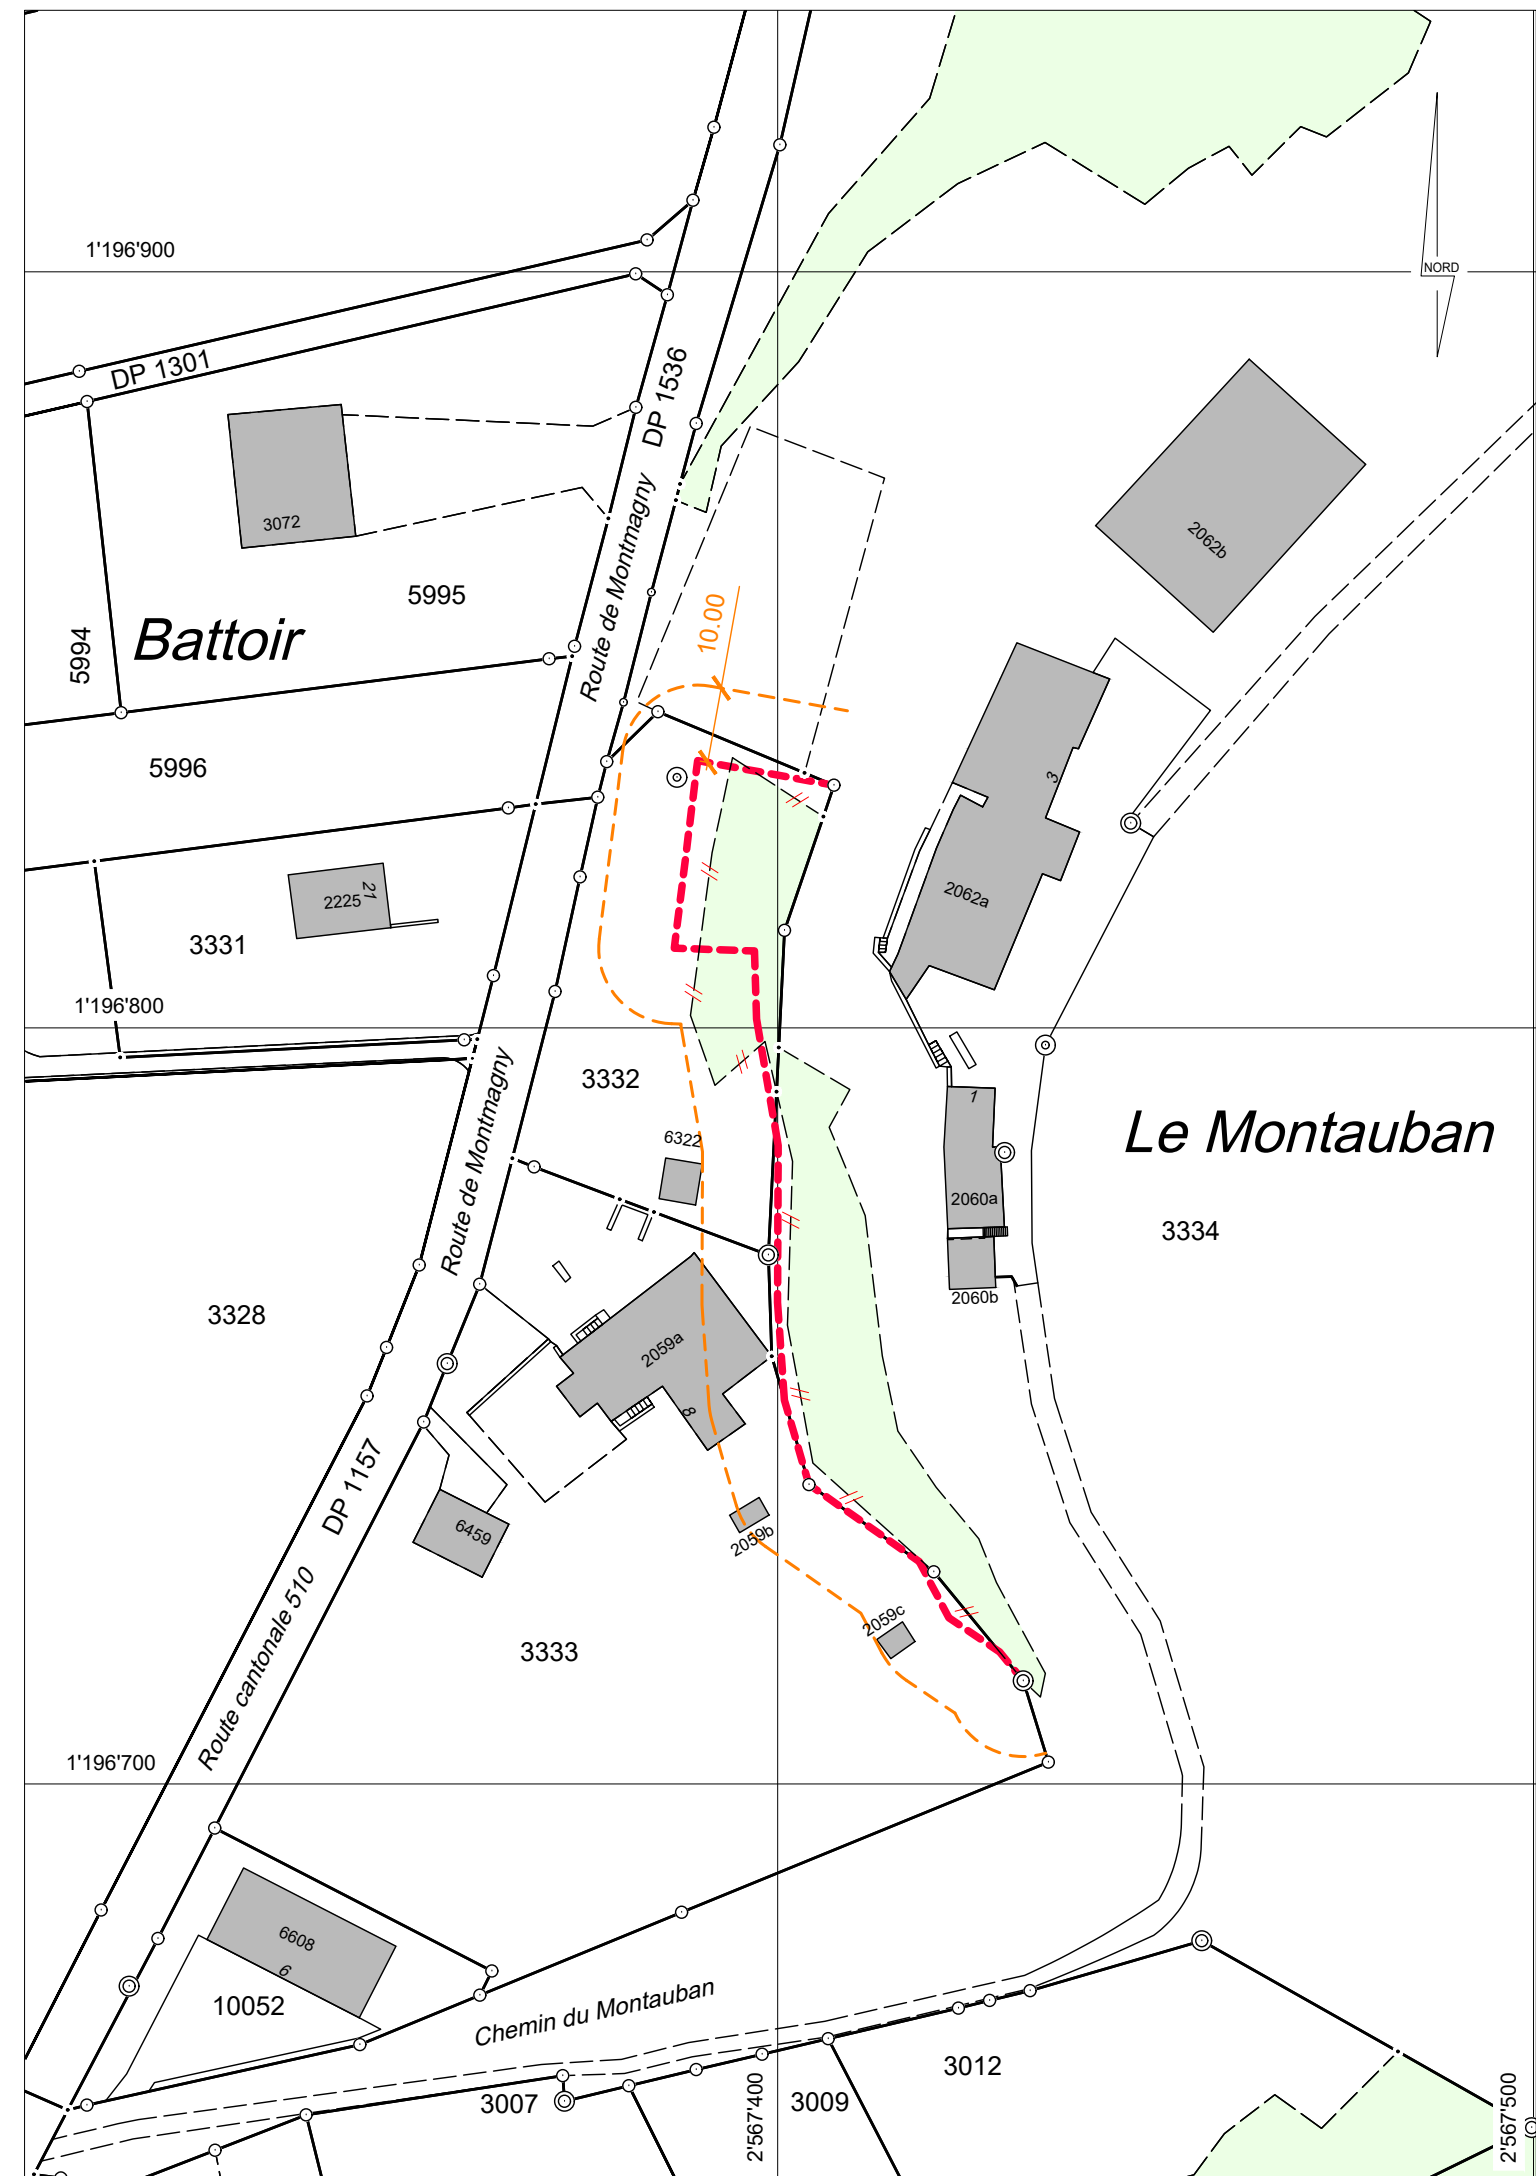 1'196'900
NORD
DP 1301
DP 1536
3072
2062b
Route de Montmagny
5995
10.00
Battoir
5994
5996
3
2225
21
2062a
3331
1'196'800
3332
Route de Montmagny
1
Le Montauban
6322
2060a
3334
2060b
3328
2059a
8
DP 1157
6459
2059b
Route cantonale 510
2059c
3333
1'196'700
6608
6
10052
Chemin du Montauban
3012
3007
2'567'400
3009
2'567'500